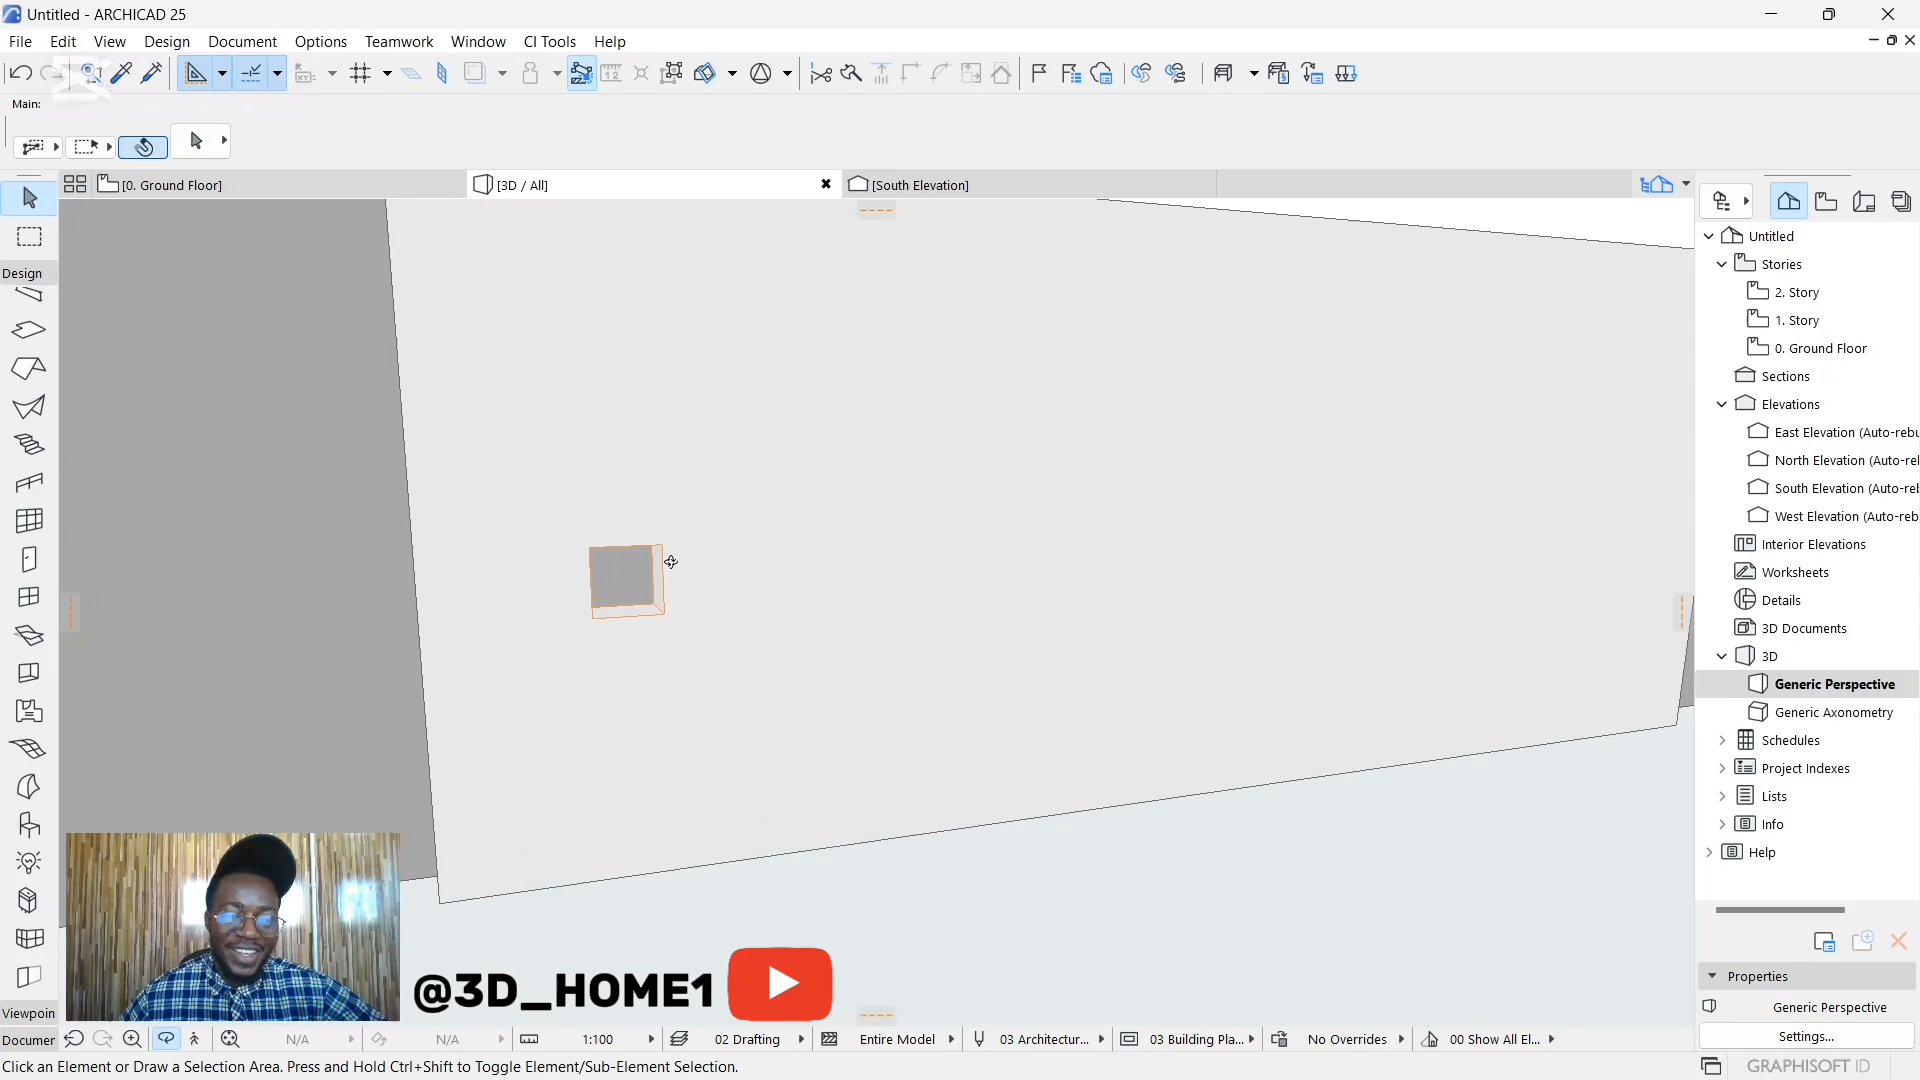 Untitled - ARCHICAD 25
File Edit View Design Document Options Teamwork Window CI Tools Help
Main:
[0. Ground Floor]
[3D / All]
[South Elevation]
Design
Viewpoin
Documer
Untitled
Stories
2. Story
1. Story
0. Ground Floor
Sections
Elevations
East Elevation (Auto-rebu
North Elevation (Auto-rel
South Elevation (Auto-rel
West Elevation (Auto-reb
Interior Elevations
Worksheets
Details
3D Documents
3D
Generic Perspective
Generic Axonometry
Schedules
Project Indexes
Lists
Info
Help
Properties
Generic Perspective
Settings...
@3D_HOME1
N/A
N/A
1:100
02 Drafting
Entire Model
03 Architectur...
03 Building Pla...
No Overrides
00 Show All El...
Click an Element or Draw a Selection Area. Press and Hold Ctrl+Shift to Toggle Element/Sub-Element Selection.
GRAPHISOFT ID